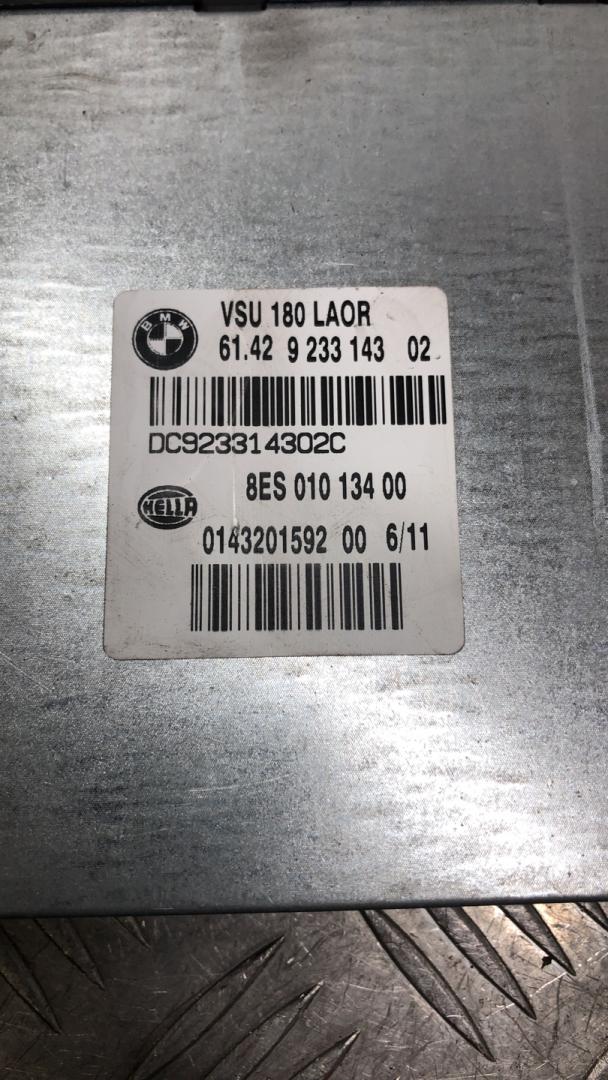 BMW
VSU 180 LAOR
61.42 9 233 143 02
DC923314302C
HELLA
8ES 010 134 00
0143201592 00 6/11